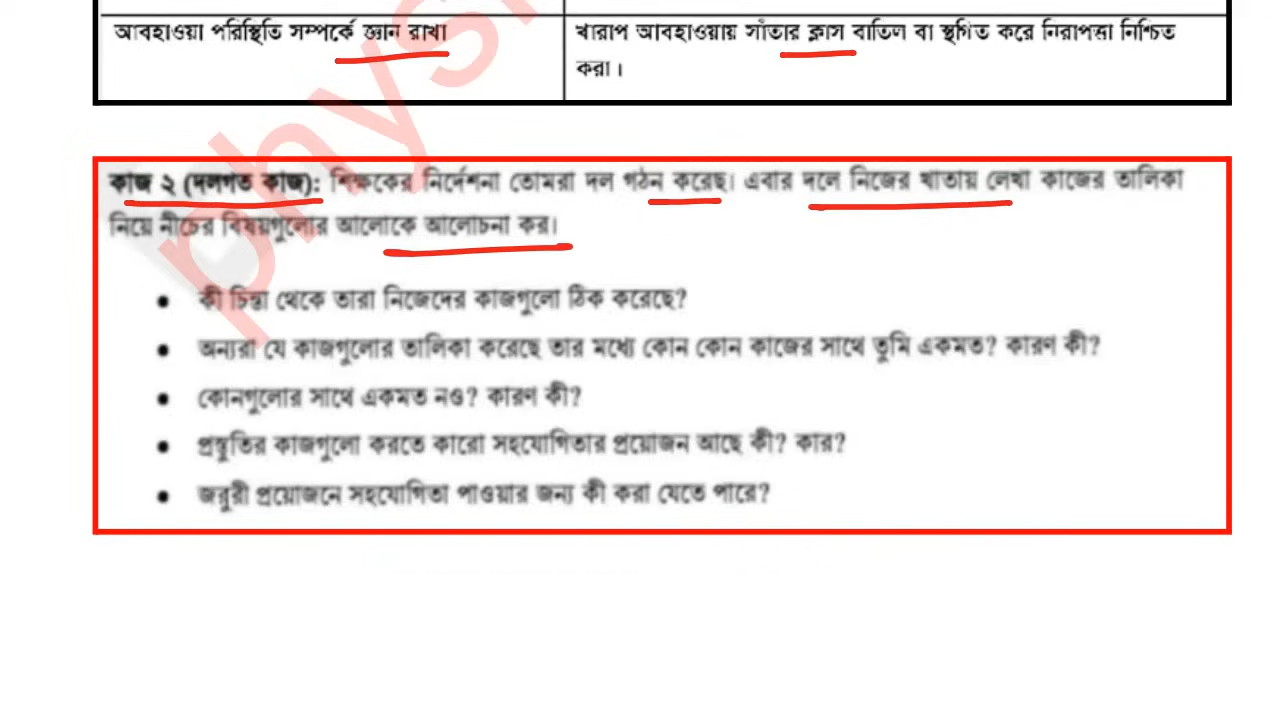 আবহাওয়া পরিস্থিতি সম্পর্কে জ্ঞান রাখা
খারাপ আবহাওয়ায় সাঁতার ক্লাস বাতিল বা স্থগিত করে নিরাপত্তা নিশ্চিত
করা।
কাজ ২ (দলগত কাজ): শিক্ষকের নির্দেশনা তোমরা দল গঠন করেছ। এবার দলে নিজের খাতায় লেখা কাজের তালিকা
নিয়ে নীচের বিষয়গুলোর আলোকে আলোচনা কর।
• কী চিন্তা থেকে তারা নিজেদের কাজগুলো ঠিক করেছে?
• অন্যরা যে কাজগুলোর তালিকা করেছে তার মধ্যে কোন কোন কাজের সাথে তুমি একমত? কারণ কী?
• কোনগুলোর সাথে একমত নও? কারণ কী?
• প্রস্তুতির কাজগুলো করতে কারো সহযোগিতার প্রয়োজন আছে কী? কার?
• জরুরী প্রয়োজনে সহযোগিতা পাওয়ার জন্য কী করা যেতে পারে?
physi